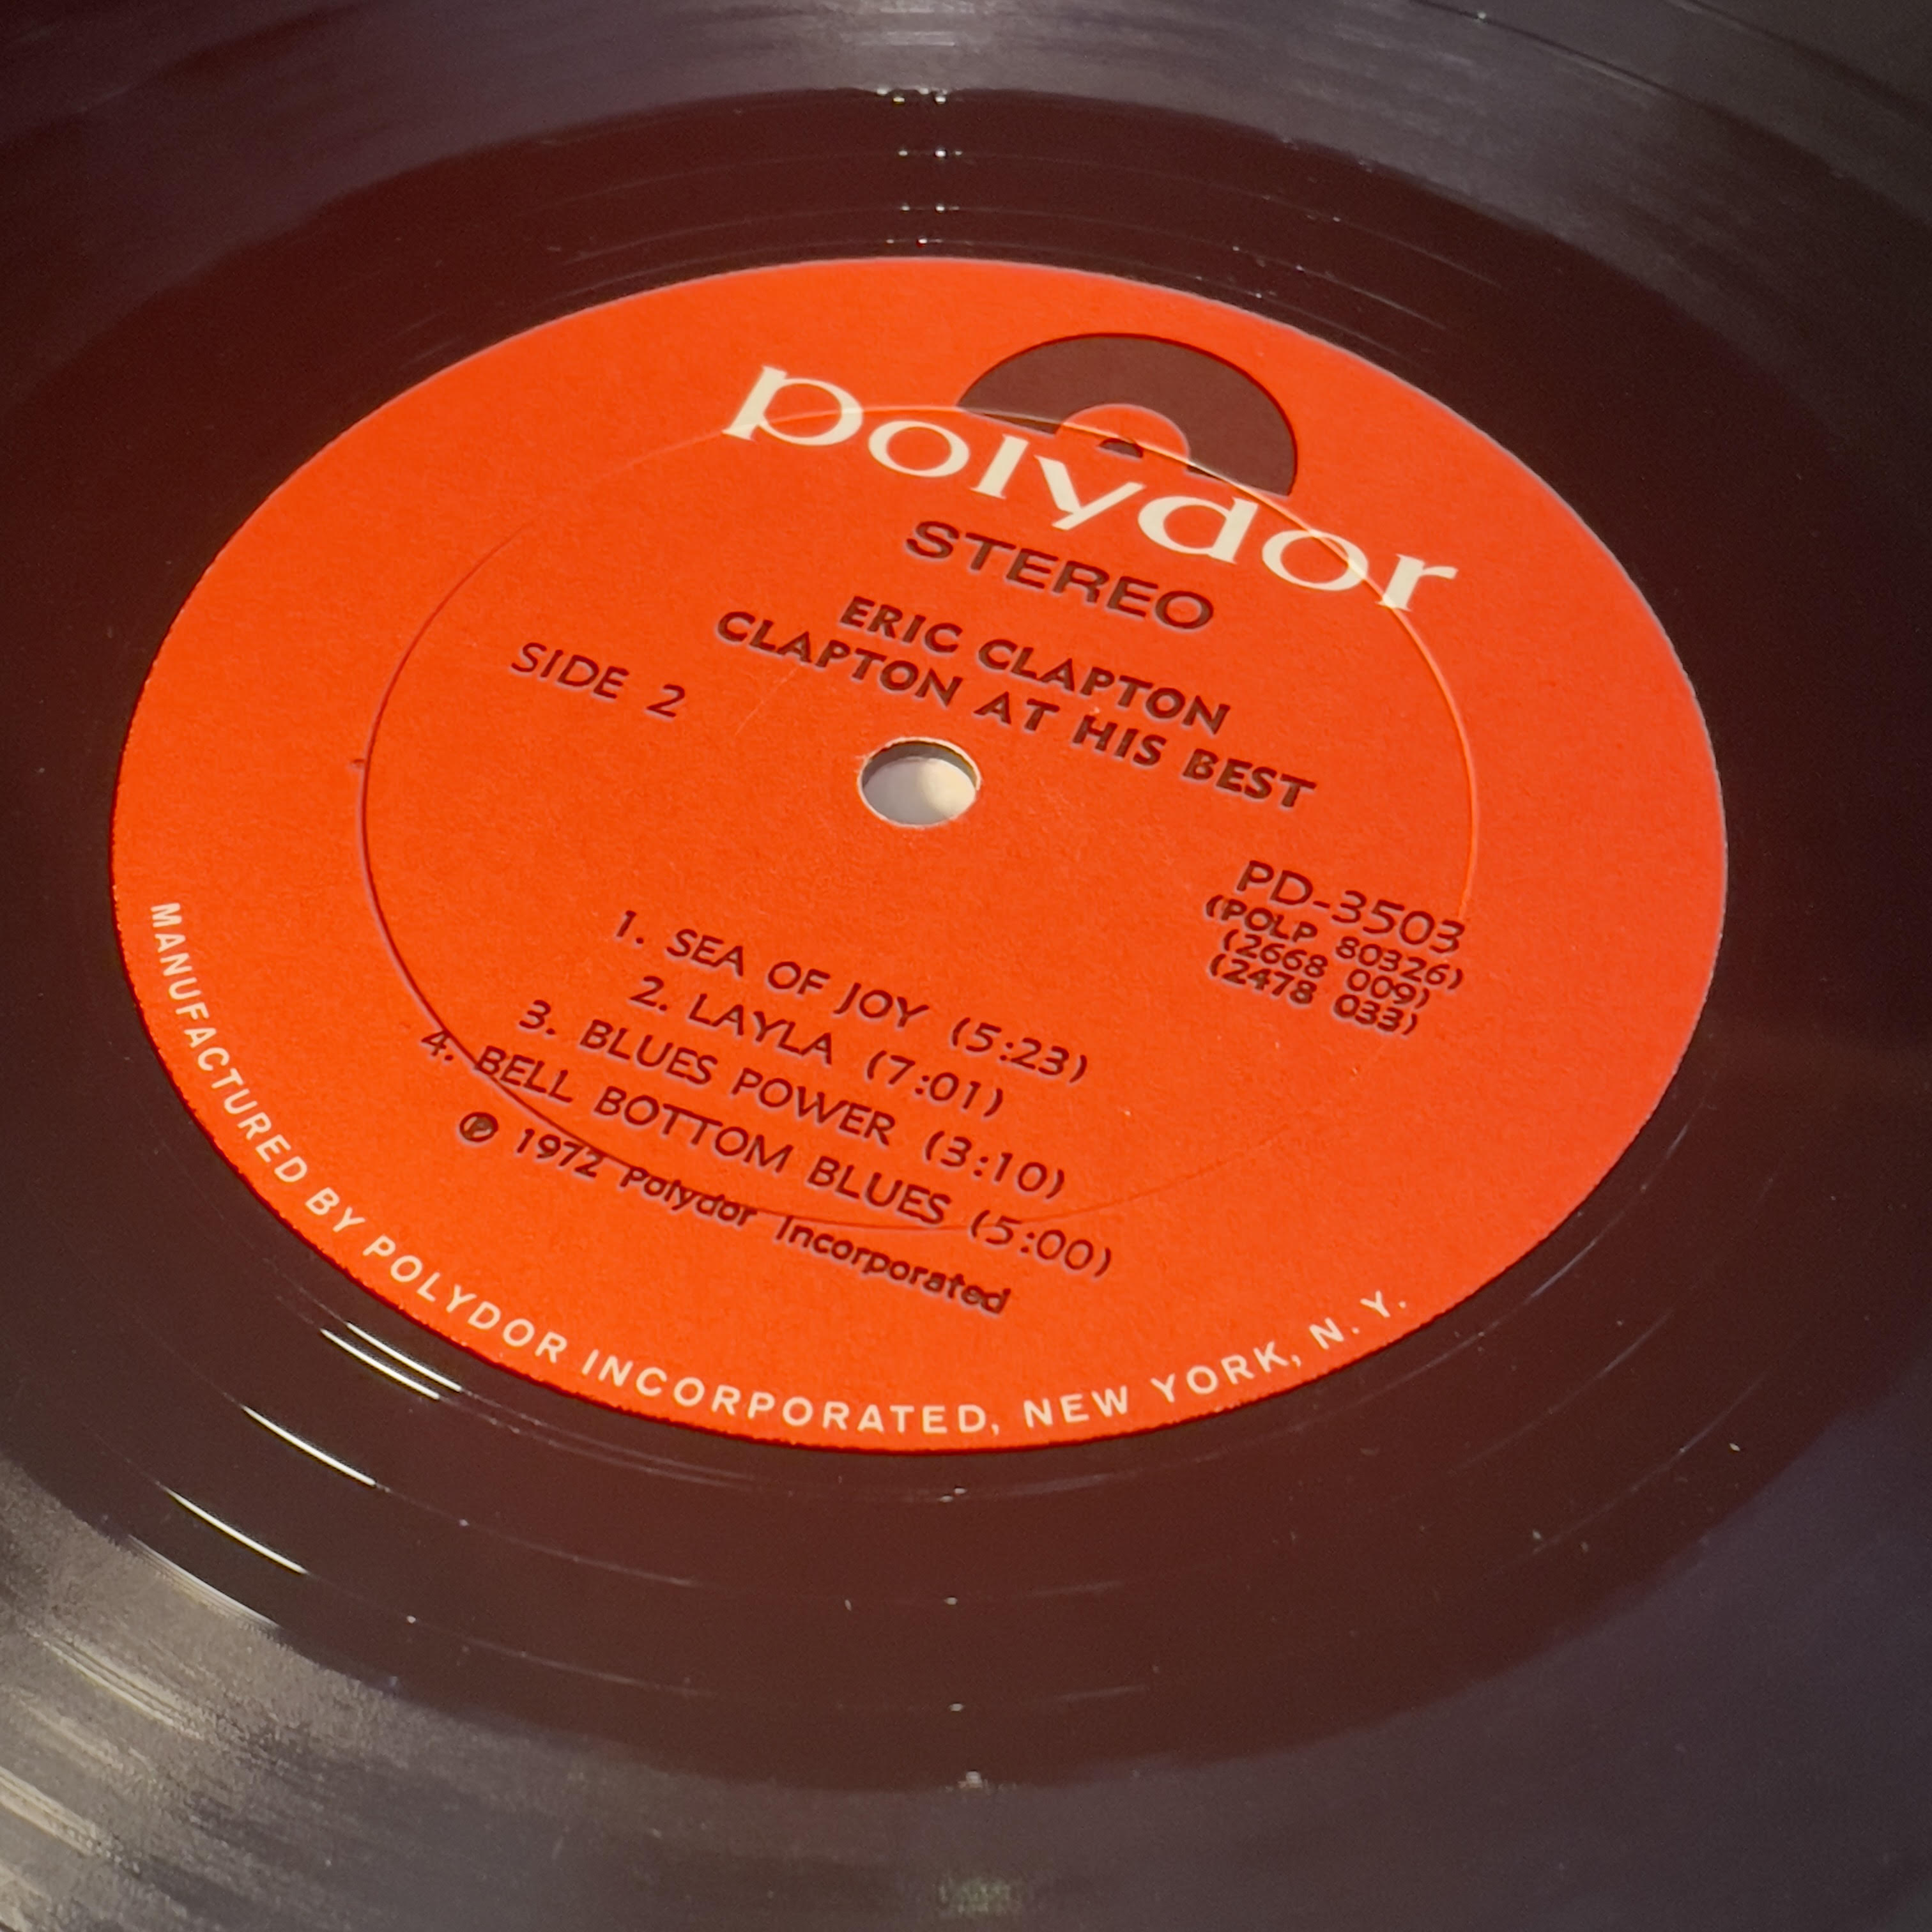 polydor
STEREO
ERIC CLAPTON
CLAPTON AT HIS BEST
SIDE 2
PD-3503
(POLP 80326)
(2668 009)
(2478 033)
1. SEA OF JOY (5:23)
2. LAYLA (7:01)
3. BLUES POWER (3:10)
4. BELL BOTTOM BLUES (5:00)
℗ 1972 Polydor Incorporated
MANUFACTURED BY POLYDOR INCORPORATED, NEW YORK, N. Y.